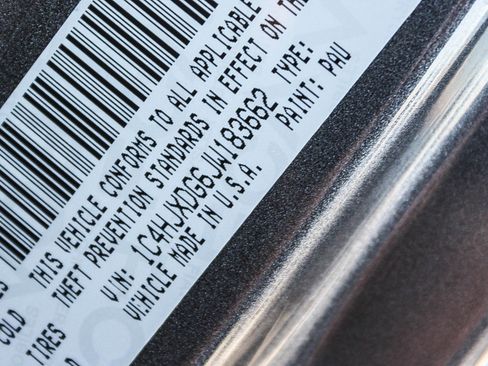 THIS VEHICLE CONFORMS TO ALL APPLICABLE
THEFT PREVENTION STANDARDS IN EFFECT ON THE
VIN: 1C4HJXDG6JW183662 TYPE:
VEHICLE MADE IN U.S.A. PAINT: PAU
COLD
TIRES